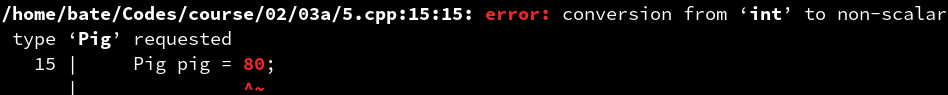 /home/bate/Codes/course/02/03a/5.cpp:15:15: error: conversion from ‘int’ to non-scalar
type ‘Pig’ requested
15 |     Pig pig = 80;
|               ^~